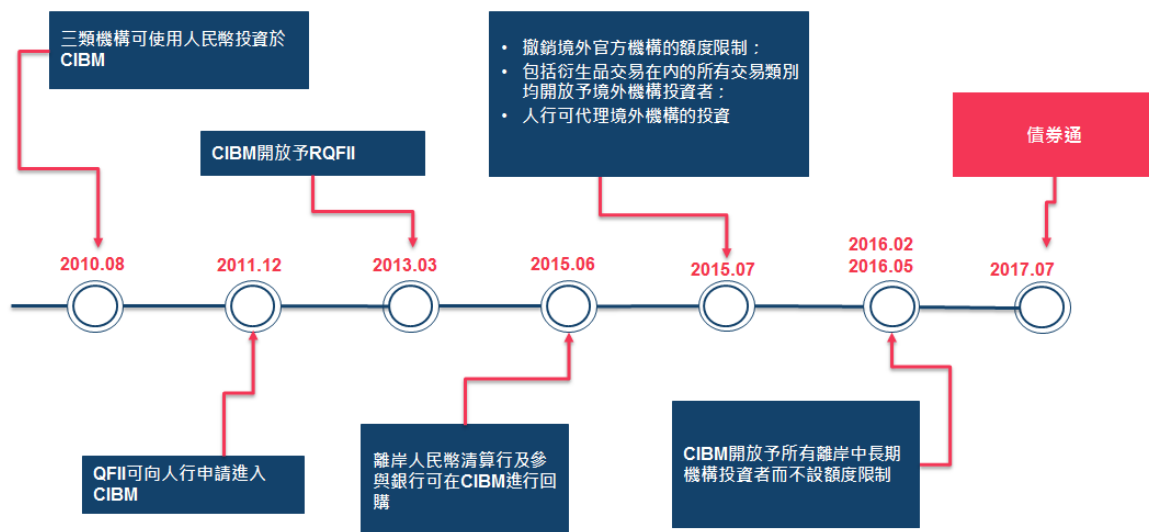 三類機構可使用人民幣投資於
CIBM
CIBM開放予RQFII
• 撤銷境外官方機構的額度限制：
• 包括衍生品交易在內的所有交易類別
均開放予境外機構投資者：
• 人行可代理境外機構的投資
債券通
2010.08
2011.12
2013.03
2015.06
2015.07
2016.02
2016.05
2017.07
QFII可向人行申請進入
CIBM
離岸人民幣清算行及參
與銀行可在CIBM進行回
購
CIBM開放予所有離岸中長期
機構投資者而不設額度限制